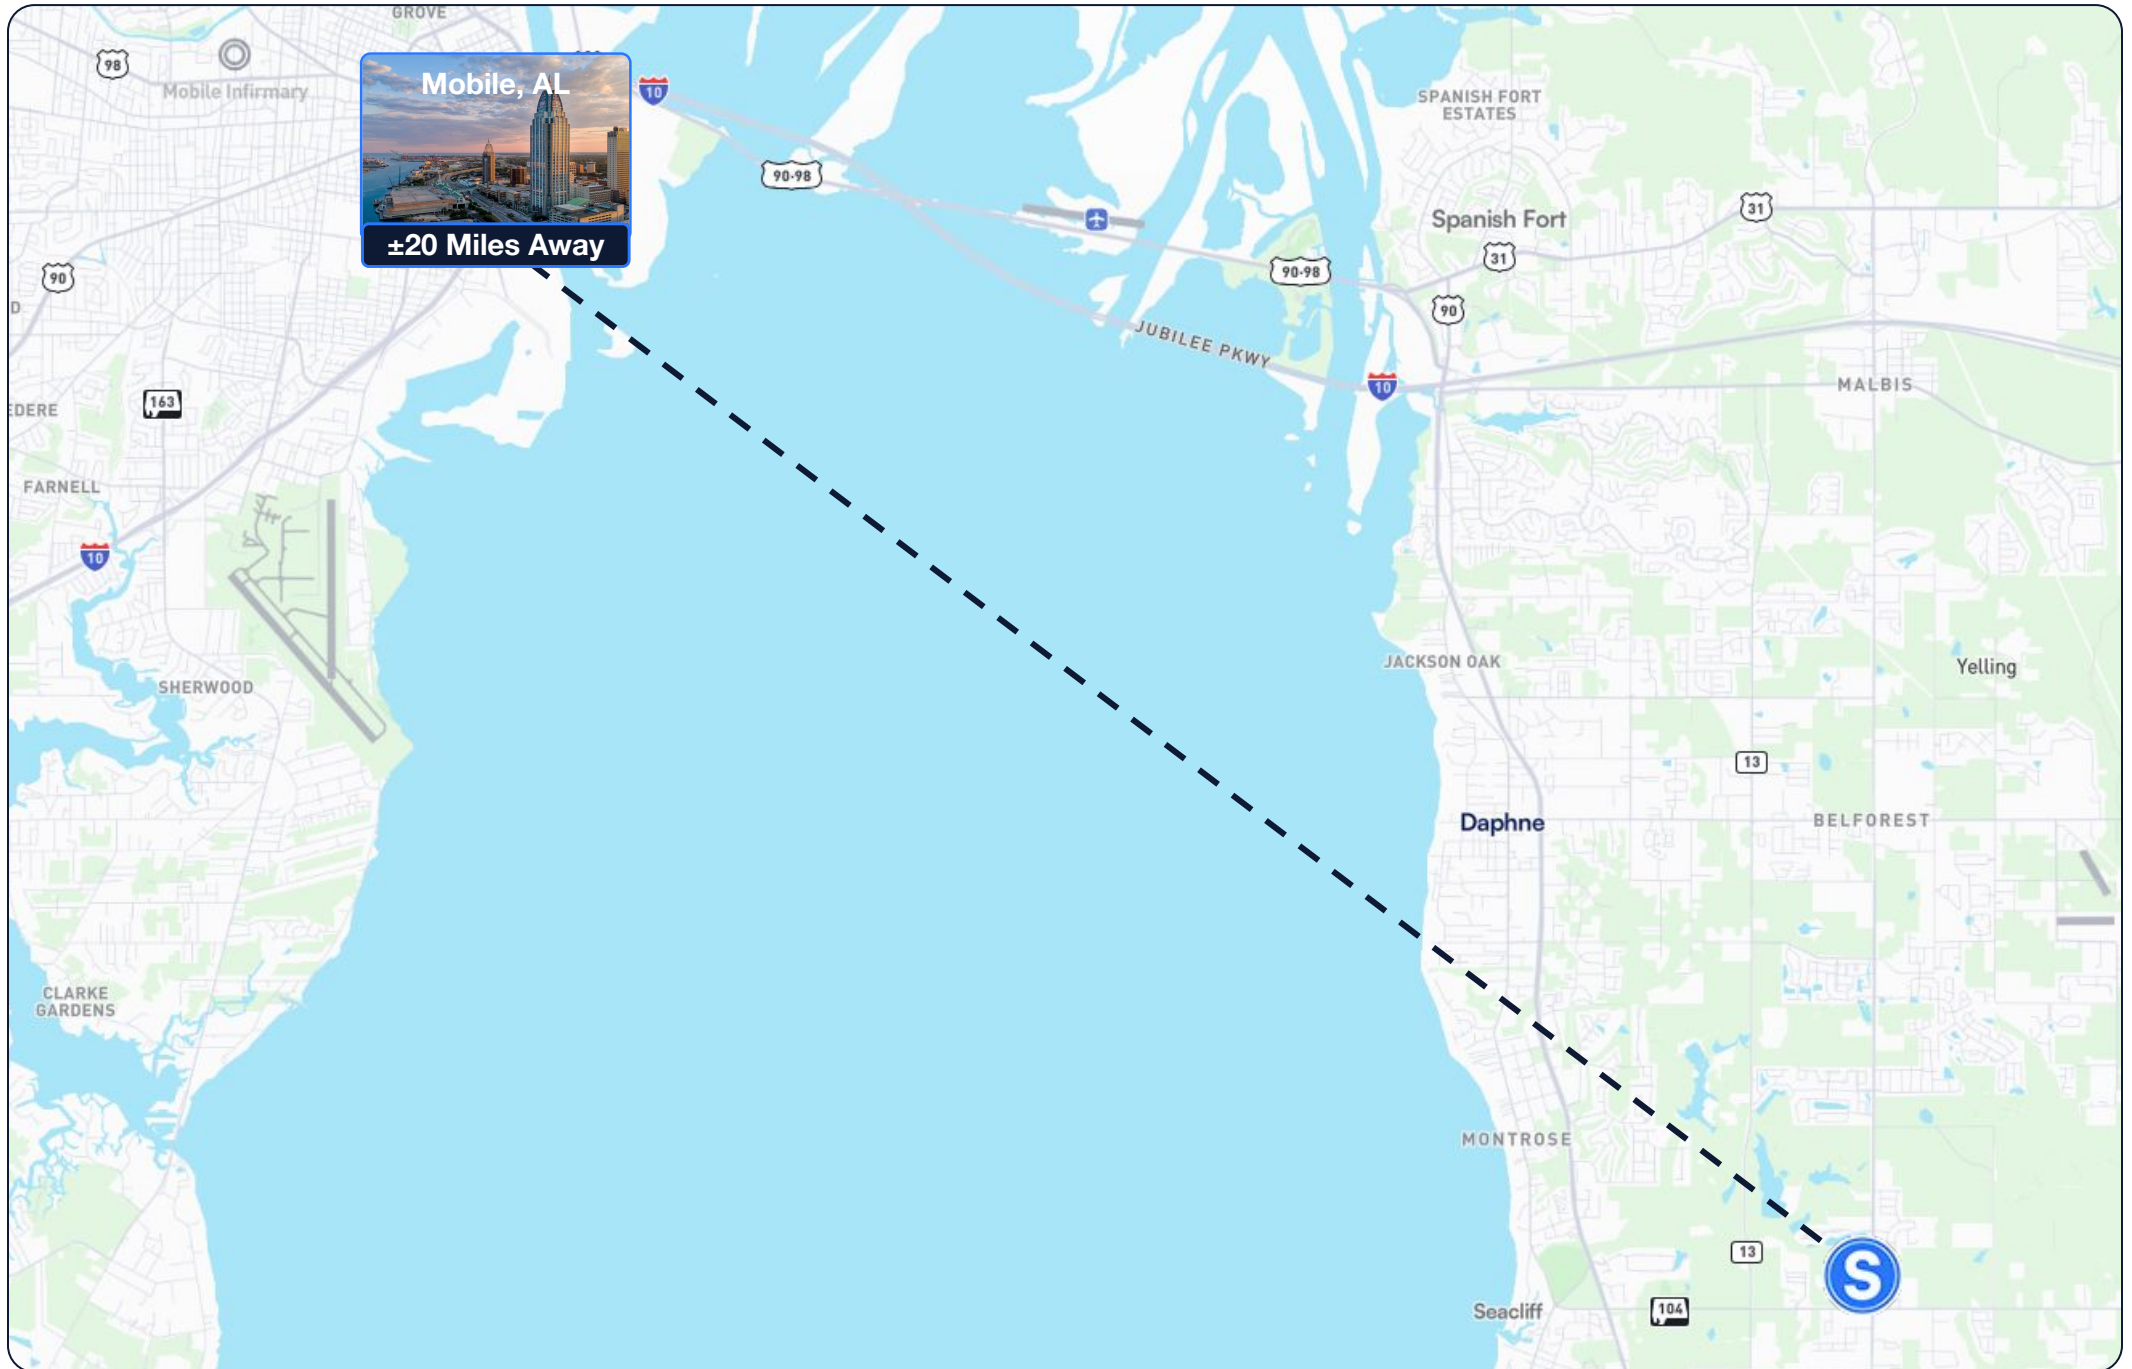 GROVE
98
Mobile Infirmary
Mobile, AL
±20 Miles Away
10
90-98
SPANISH FORT
ESTATES
Spanish Fort
31
31
90
90-98
90
D
JUBILEE PKWY
10
MALBIS
EDERE
163
FARNELL
10
SHERWOOD
JACKSON OAK
Yelling
13
Daphne
BELFOREST
CLARKE
GARDENS
MONTROSE
13
S
Seacliff
104